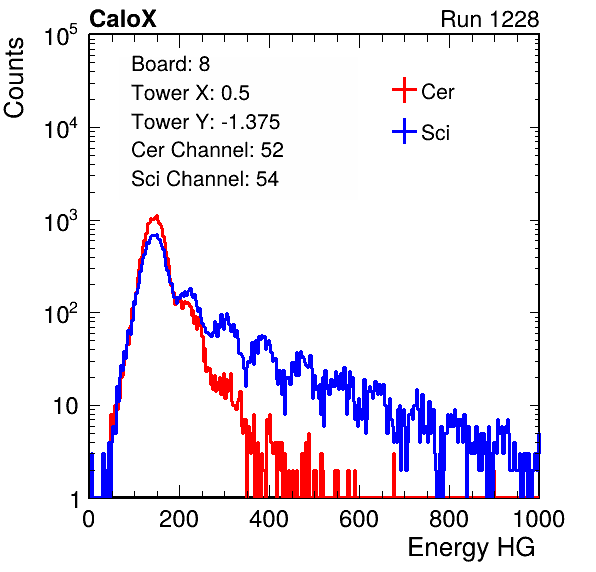 CaloX Run 1228
Counts
10^5
10^4
10^3
10^2
10
1
Board: 8
Tower X: 0.5
Tower Y: -1.375
Cer Channel: 52
Sci Channel: 54
Cer
Sci
0 200 400 600 800 1000
Energy HG